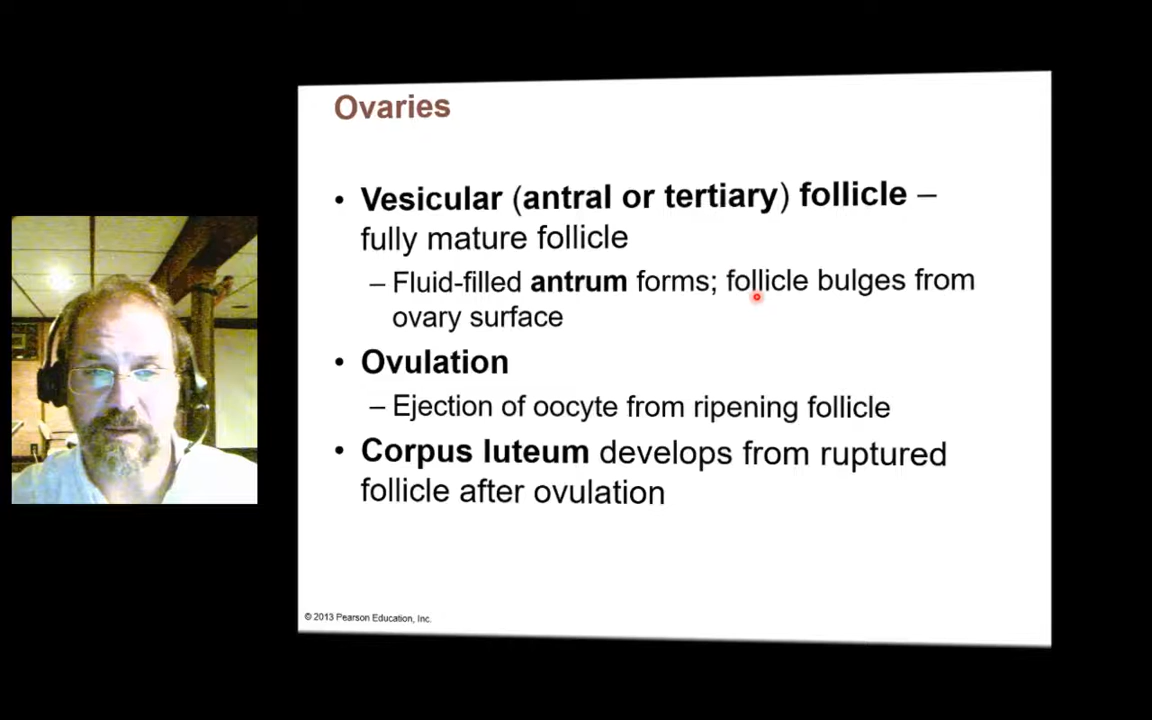 Ovaries
• Vesicular (antral or tertiary) follicle –
fully mature follicle
– Fluid-filled antrum forms; follicle bulges from
ovary surface
• Ovulation
– Ejection of oocyte from ripening follicle
• Corpus luteum develops from ruptured
follicle after ovulation
© 2013 Pearson Education, Inc.